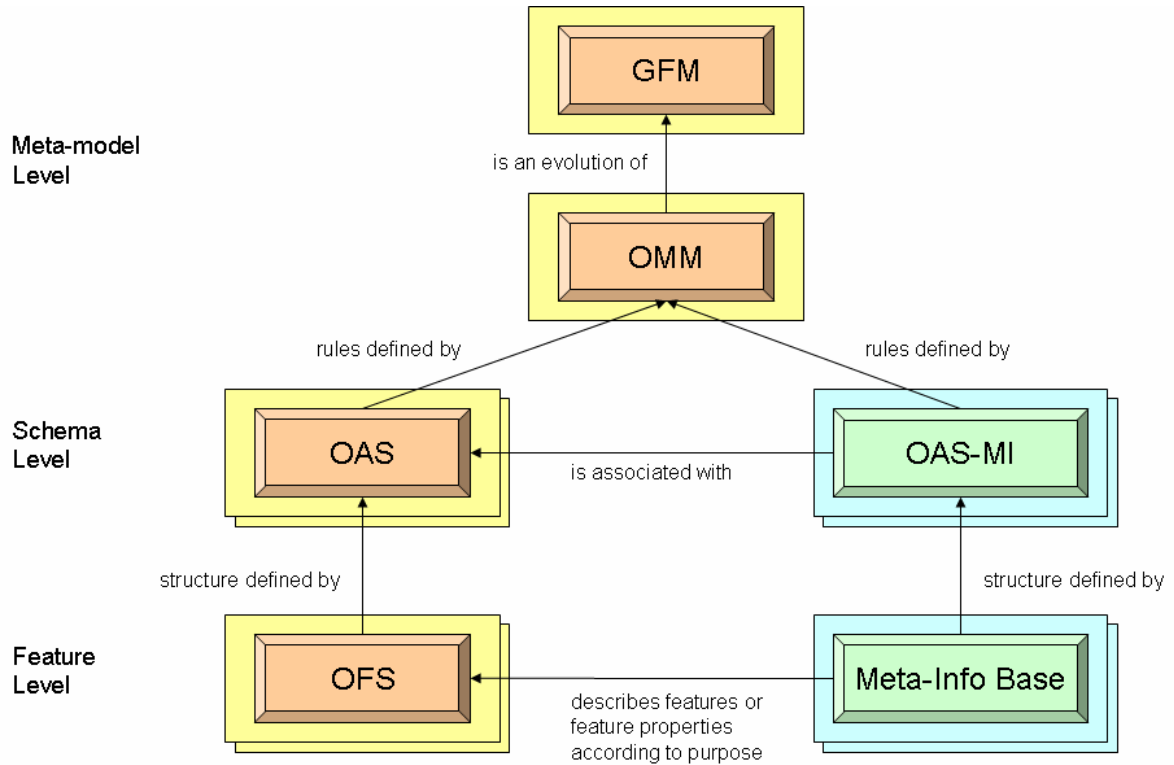 GFM
Meta-model
Level
is an evolution of
OMM
rules defined by
rules defined by
Schema
Level
OAS
OAS-MI
is associated with
structure defined by
structure defined by
Feature
Level
OFS
Meta-Info Base
describes features or
feature properties
according to purpose